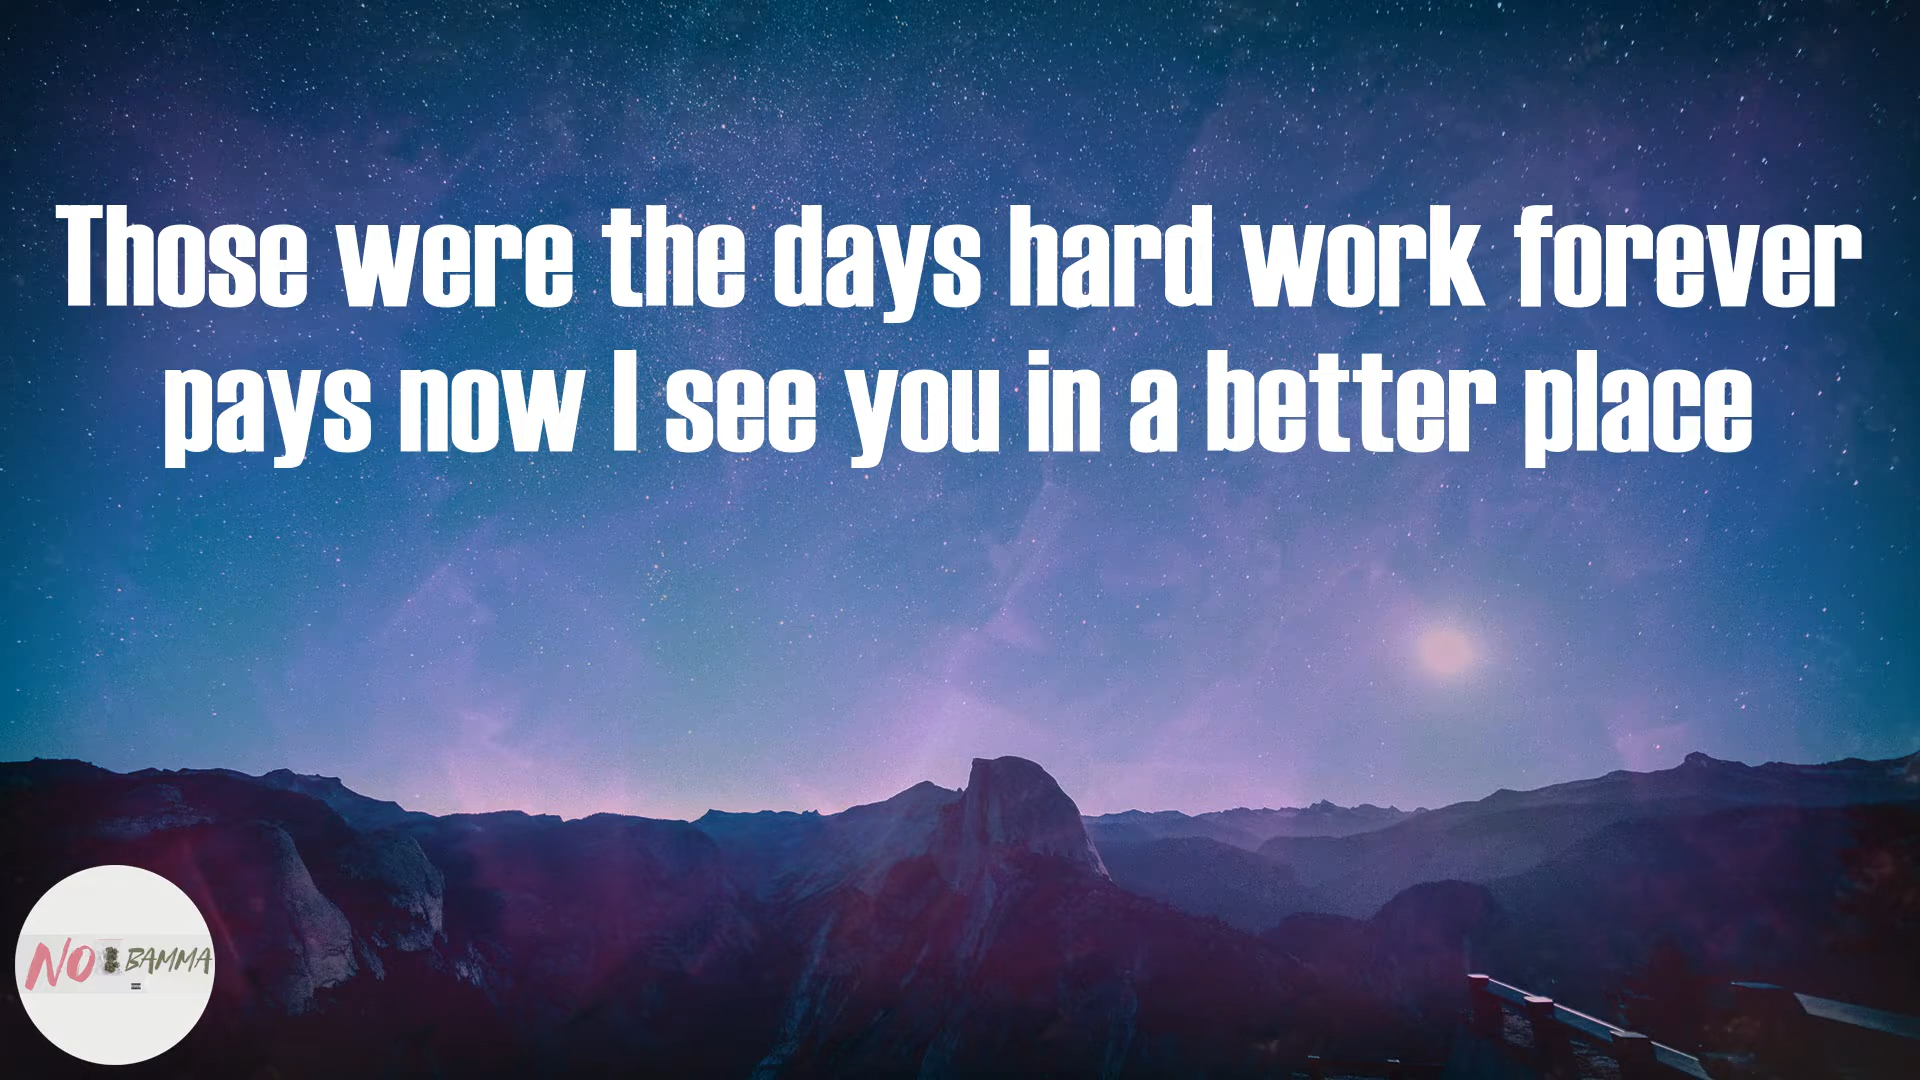 Those were the days hard work forever
pays now I see you in a better place
NO BAMMA